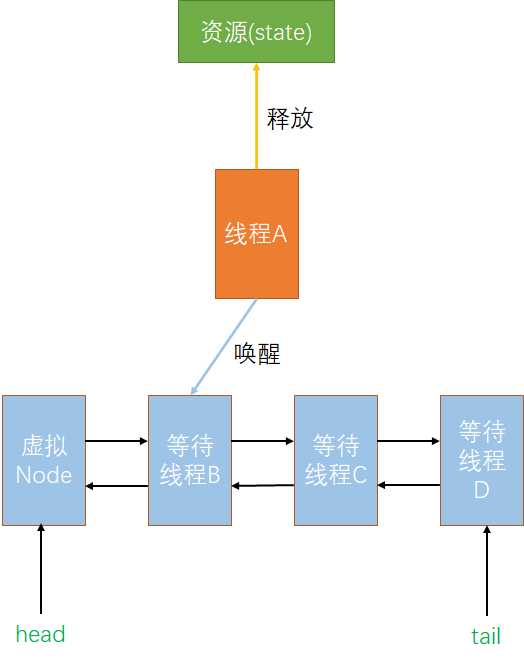 资源(state)
释放
线程A
唤醒
虚拟
Node
等待
线程B
等待
线程C
等待
线程
D
head
tail